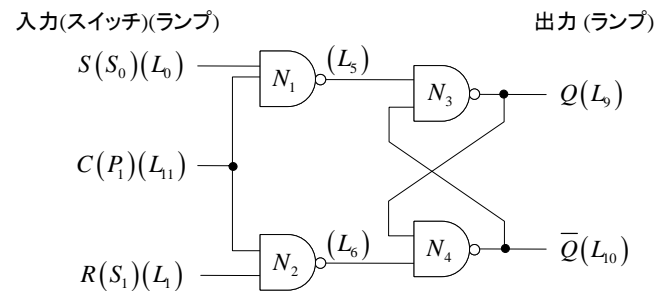 入力(スイッチ)(ランプ) 出力 (ランプ)
S(S₀)(L₀) N₁ (L₅) N₃ Q(L₉)
C(P₁)(L₁₁)
R(S₁)(L₁) N₂ (L₆) N₄ Q̅(L₁₀)